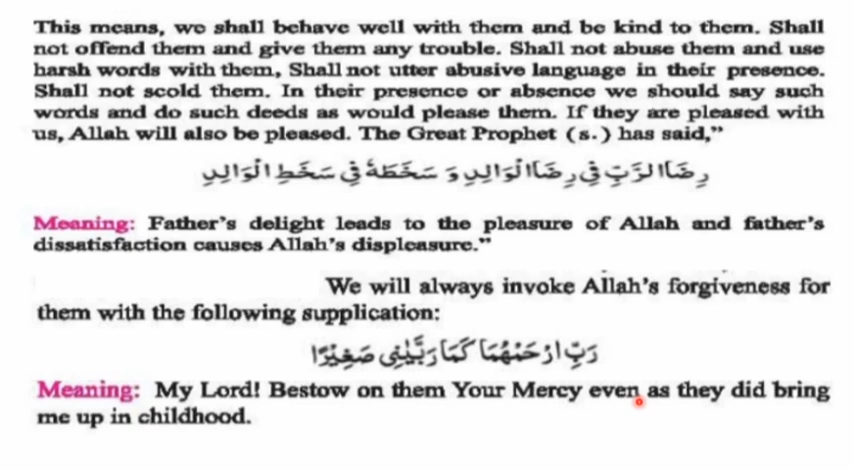 This means, we shall behave well with them and be kind to them. Shall
not offend them and give them any trouble. Shall not abuse them and use
harsh words with them, Shall not utter abusive language in their presence.
Shall not scold them. In their presence or absence we should say such
words and do such deeds as would please them. If they are pleased with
us, Allah will also be pleased. The Great Prophet (s.) has said,”
رِضَا الرَّبِّ فِي رِضَا الْوَالِدِ وَ سَخَطُهٗ فِي سَخَطِ الْوَالِدِ
Meaning: Father’s delight leads to the pleasure of Allah and father’s
dissatisfaction causes Allah’s displeasure.”
We will always invoke Allah’s forgiveness for
them with the following supplication:
رَبِّ ارْحَمْهُمَا كَمَا رَبَّيٰنِي صَغِيْرًا
Meaning: My Lord! Bestow on them Your Mercy even as they did bring
me up in childhood.